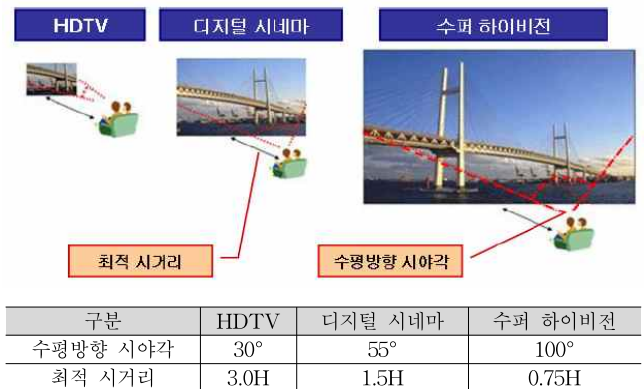 HDTV
디지털 시네마
수퍼 하이비전
최적 시거리
수평방향 시야각
구분 HDTV 디지털 시네마 수퍼 하이비전
수평방향 시야각 30° 55° 100°
최적 시거리 3.0H 1.5H 0.75H